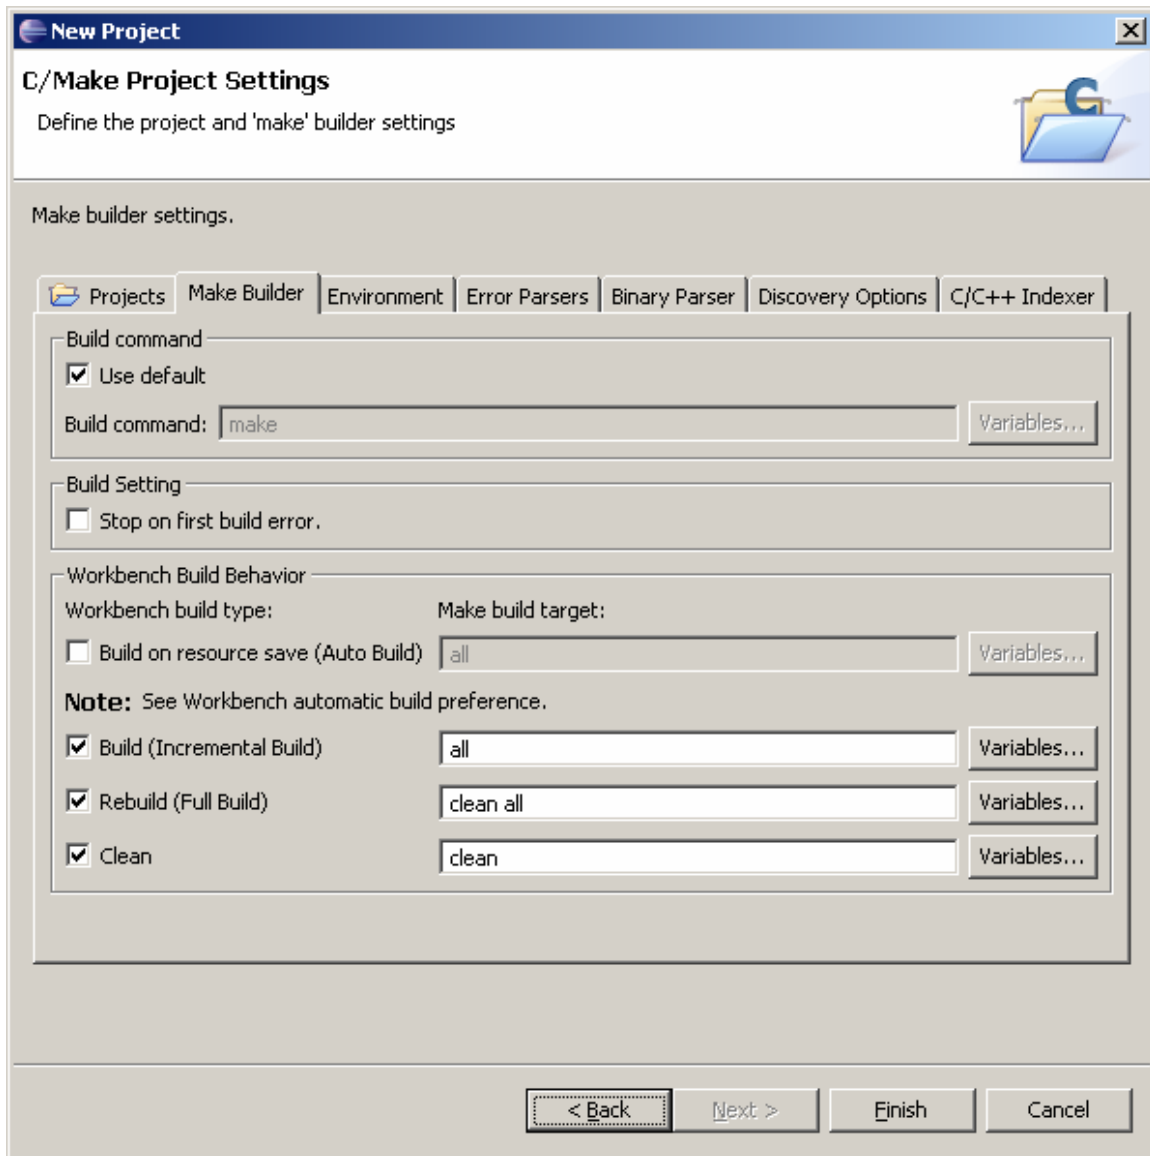 New Project
C/Make Project Settings
Define the project and 'make' builder settings
Make builder settings.
Projects Make Builder Environment Error Parsers Binary Parser Discovery Options C/C++ Indexer
Build command
Use default
Build command: make Variables...
Build Setting
Stop on first build error.
Workbench Build Behavior
Workbench build type: Make build target:
Build on resource save (Auto Build) all Variables...
Note: See Workbench automatic build preference.
Build (Incremental Build) all Variables...
Rebuild (Full Build) clean all Variables...
Clean clean Variables...
< Back Next > Finish Cancel